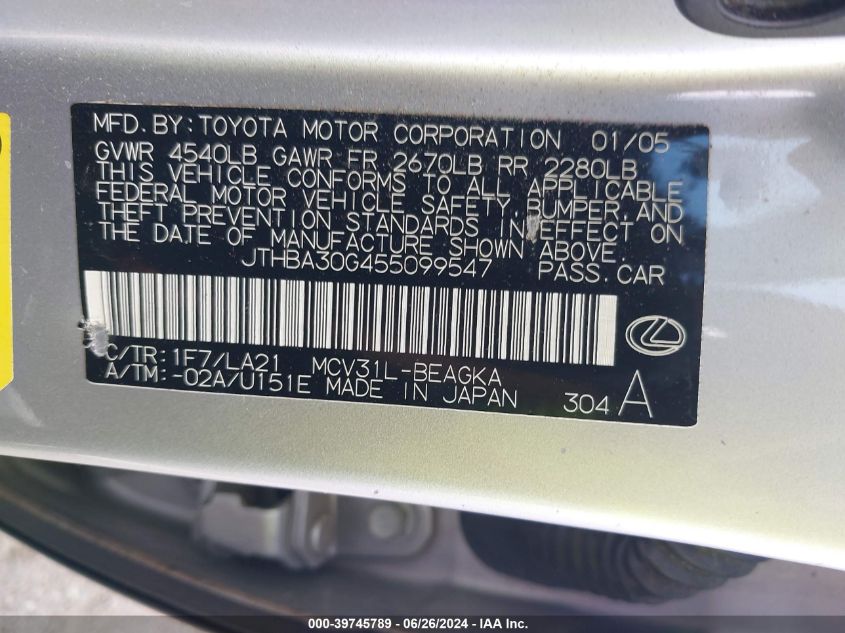 MFD. BY: TOYOTA MOTOR CORPORATION 01/05
GVWR 4540LB GAWR FR 2670LB RR 2280LB
THIS VEHICLE CONFORMS TO ALL APPLICABLE
FEDERAL MOTOR VEHICLE SAFETY, BUMPER, AND
THEFT PREVENTION STANDARDS IN EFFECT ON
THE DATE OF MANUFACTURE SHOWN ABOVE.
JTHBA30G455099547 PASS. CAR
C/TR: 1F7/LA21 MCV31L-BEAGKA
A/TM: -02A/U151E MADE IN JAPAN 304 A
000-39745789 - 06/26/2024 - IAAI.COM